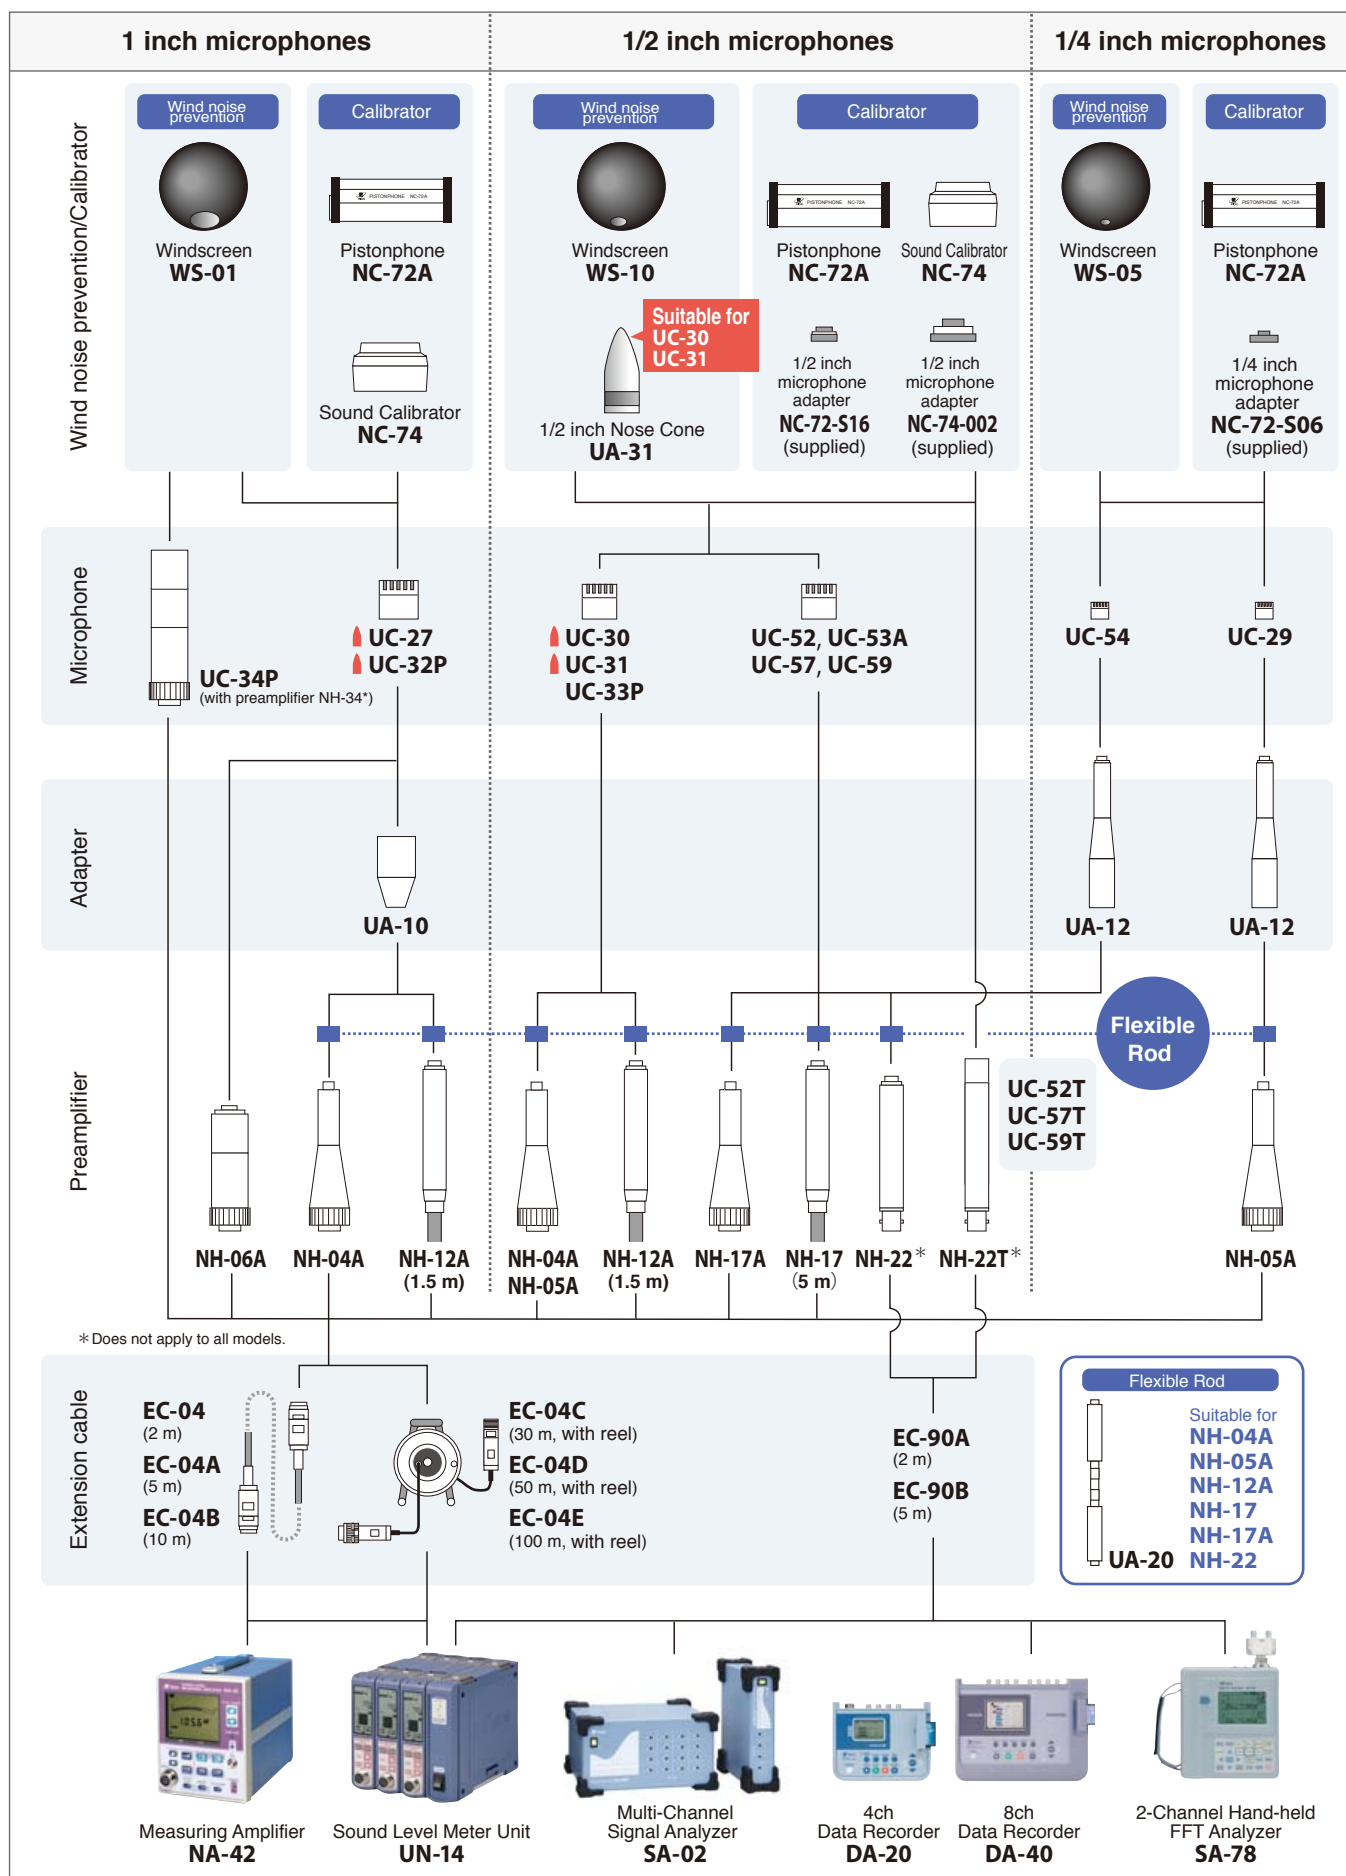 1 inch microphones
1/2 inch microphones
1/4 inch microphones
Wind noise prevention/Calibrator
Wind noise
prevention
Calibrator
Wind noise
prevention
Calibrator
Wind noise
prevention
Calibrator
PISTONPHONE NC-72A
PISTONPHONE NC-72A
PISTONPHONE NC-72A
Windscreen
WS-01
Pistonphone
NC-72A
Sound Calibrator
NC-74
Windscreen
WS-10
Suitable for
UC-30
UC-31
1/2 inch Nose Cone
UA-31
Pistonphone
NC-72A
Sound Calibrator
NC-74
1/2 inch
microphone
adapter
NC-72-S16
(supplied)
1/2 inch
microphone
adapter
NC-74-002
(supplied)
Windscreen
WS-05
Pistonphone
NC-72A
1/4 inch
microphone
adapter
NC-72-S06
(supplied)
Microphone
UC-34P
(with preamplifier NH-34*)
UC-27
UC-32P
UC-30
UC-31
UC-33P
UC-52, UC-53A
UC-57, UC-59
UC-54
UC-29
Adapter
UA-10
UA-12
UA-12
Flexible
Rod
Preamplifier
UC-52T
UC-57T
UC-59T
NH-06A
NH-04A
NH-12A
(1.5 m)
NH-04A
NH-05A
NH-12A
(1.5 m)
NH-17A
NH-17
(5 m)
NH-22*
NH-22T*
NH-05A
*Does not apply to all models.
Extension cable
EC-04
(2 m)
EC-04A
(5 m)
EC-04B
(10 m)
EC-04C
(30 m, with reel)
EC-04D
(50 m, with reel)
EC-04E
(100 m, with reel)
EC-90A
(2 m)
EC-90B
(5 m)
Flexible Rod
Suitable for
NH-04A
NH-05A
NH-12A
NH-17
NH-17A
NH-22
UA-20
Measuring Amplifier
NA-42
Sound Level Meter Unit
UN-14
Multi-Channel
Signal Analyzer
SA-02
4ch
Data Recorder
DA-20
8ch
Data Recorder
DA-40
2-Channel Hand-held
FFT Analyzer
SA-78